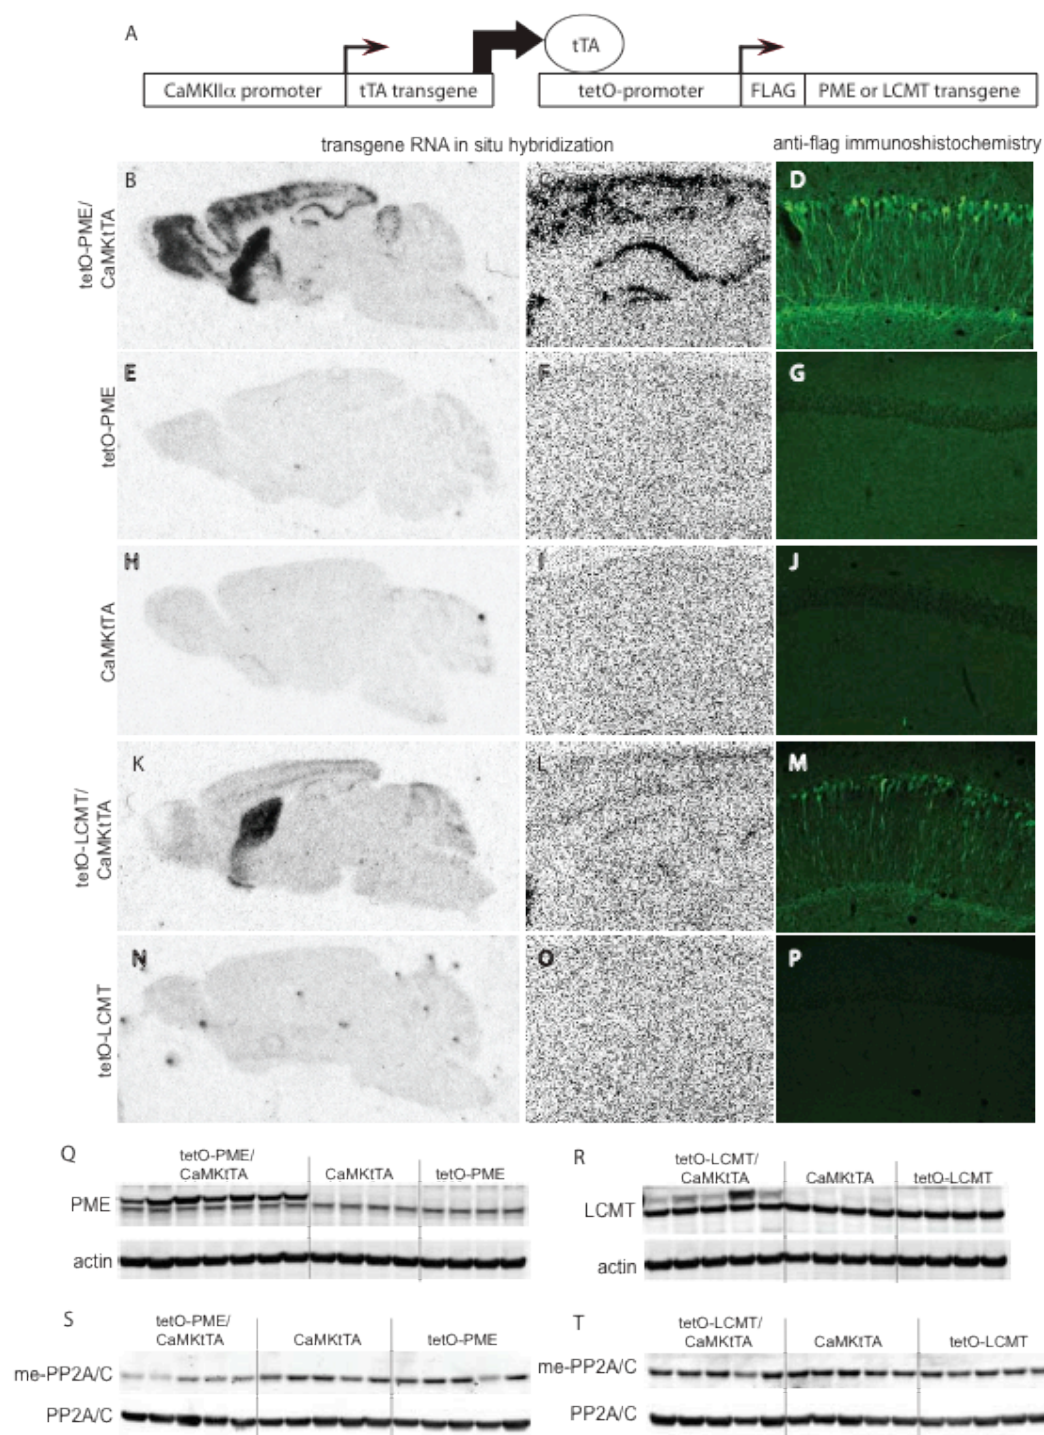 A
tTA
CaMKIIα promoter
tTA transgene
tetO-promoter
FLAG
PME or LCMT transgene
transgene RNA in situ hybridization
anti-flag immunoshistochemistry
tetO-PME/
CaMKtTA
B
C
D
tetO-PME
E
F
G
CaMKtTA
H
I
J
tetO-LCMT/
CaMKtTA
K
L
M
tetO-LCMT
N
O
P
Q
tetO-PME/
CaMKtTA
CaMKtTA
tetO-PME
PME
actin
R
tetO-LCMT/
CaMKtTA
CaMKtTA
tetO-LCMT
LCMT
actin
S
tetO-PME/
CaMKtTA
CaMKtTA
tetO-PME
me-PP2A/C
PP2A/C
T
tetO-LCMT/
CaMKtTA
CaMKtTA
tetO-LCMT
me-PP2A/C
PP2A/C